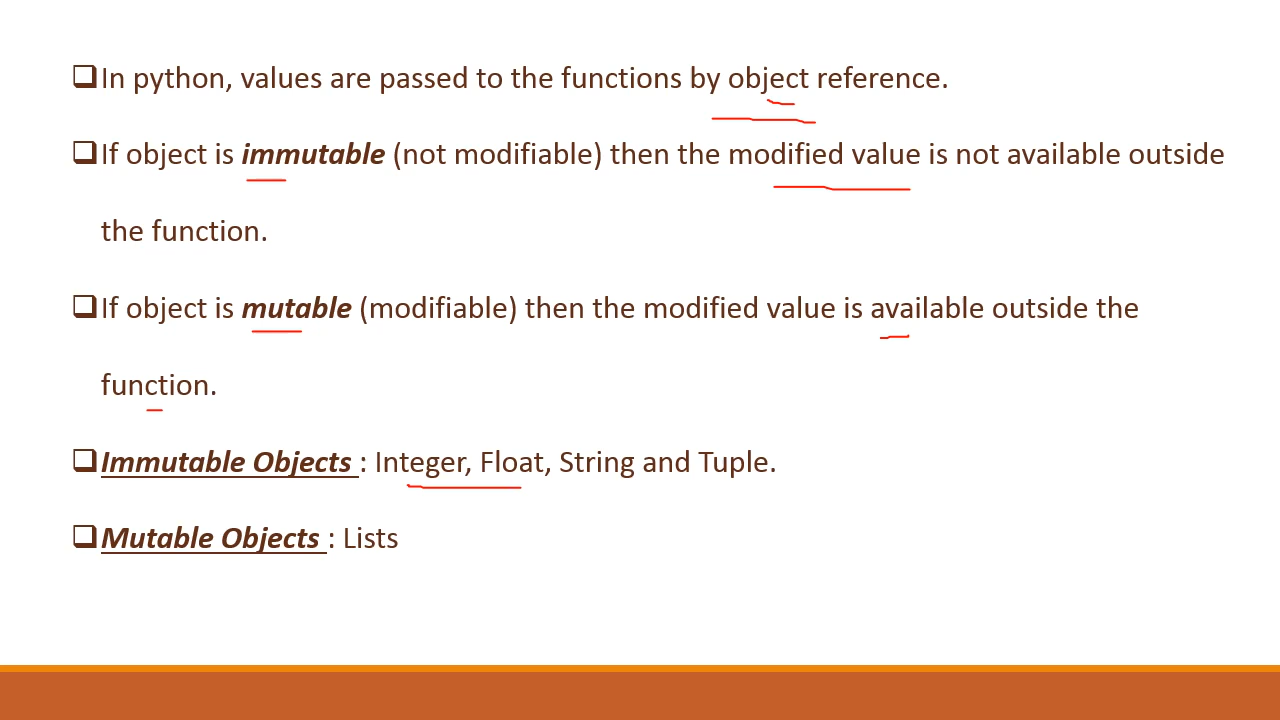 ❑In python, values are passed to the functions by object reference.
❑If object is immutable (not modifiable) then the modified value is not available outside
the function.
❑If object is mutable (modifiable) then the modified value is available outside the
function.
❑Immutable Objects : Integer, Float, String and Tuple.
❑Mutable Objects : Lists